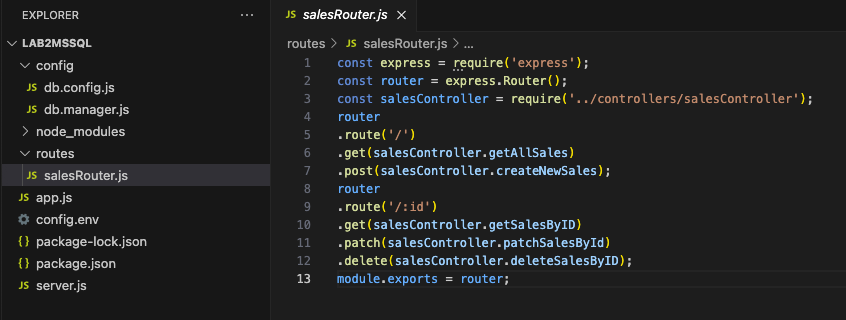 EXPLORER
LAB2MSSQL
config
JS db.config.js
JS db.manager.js
node_modules
routes
JS salesRouter.js
JS app.js
config.env
{} package-lock.json
{} package.json
JS server.js
JS salesRouter.js ×
routes > JS salesRouter.js > ...
1 const express = require('express');
2 const router = express.Router();
3 const salesController = require('../controllers/salesController');
4 router
5 .route('/')
6 .get(salesController.getAllSales)
7 .post(salesController.createNewSales);
8 router
9 .route('/:id')
10 .get(salesController.getSalesByID)
11 .patch(salesController.patchSalesById)
12 .delete(salesController.deleteSalesByID);
13 module.exports = router;